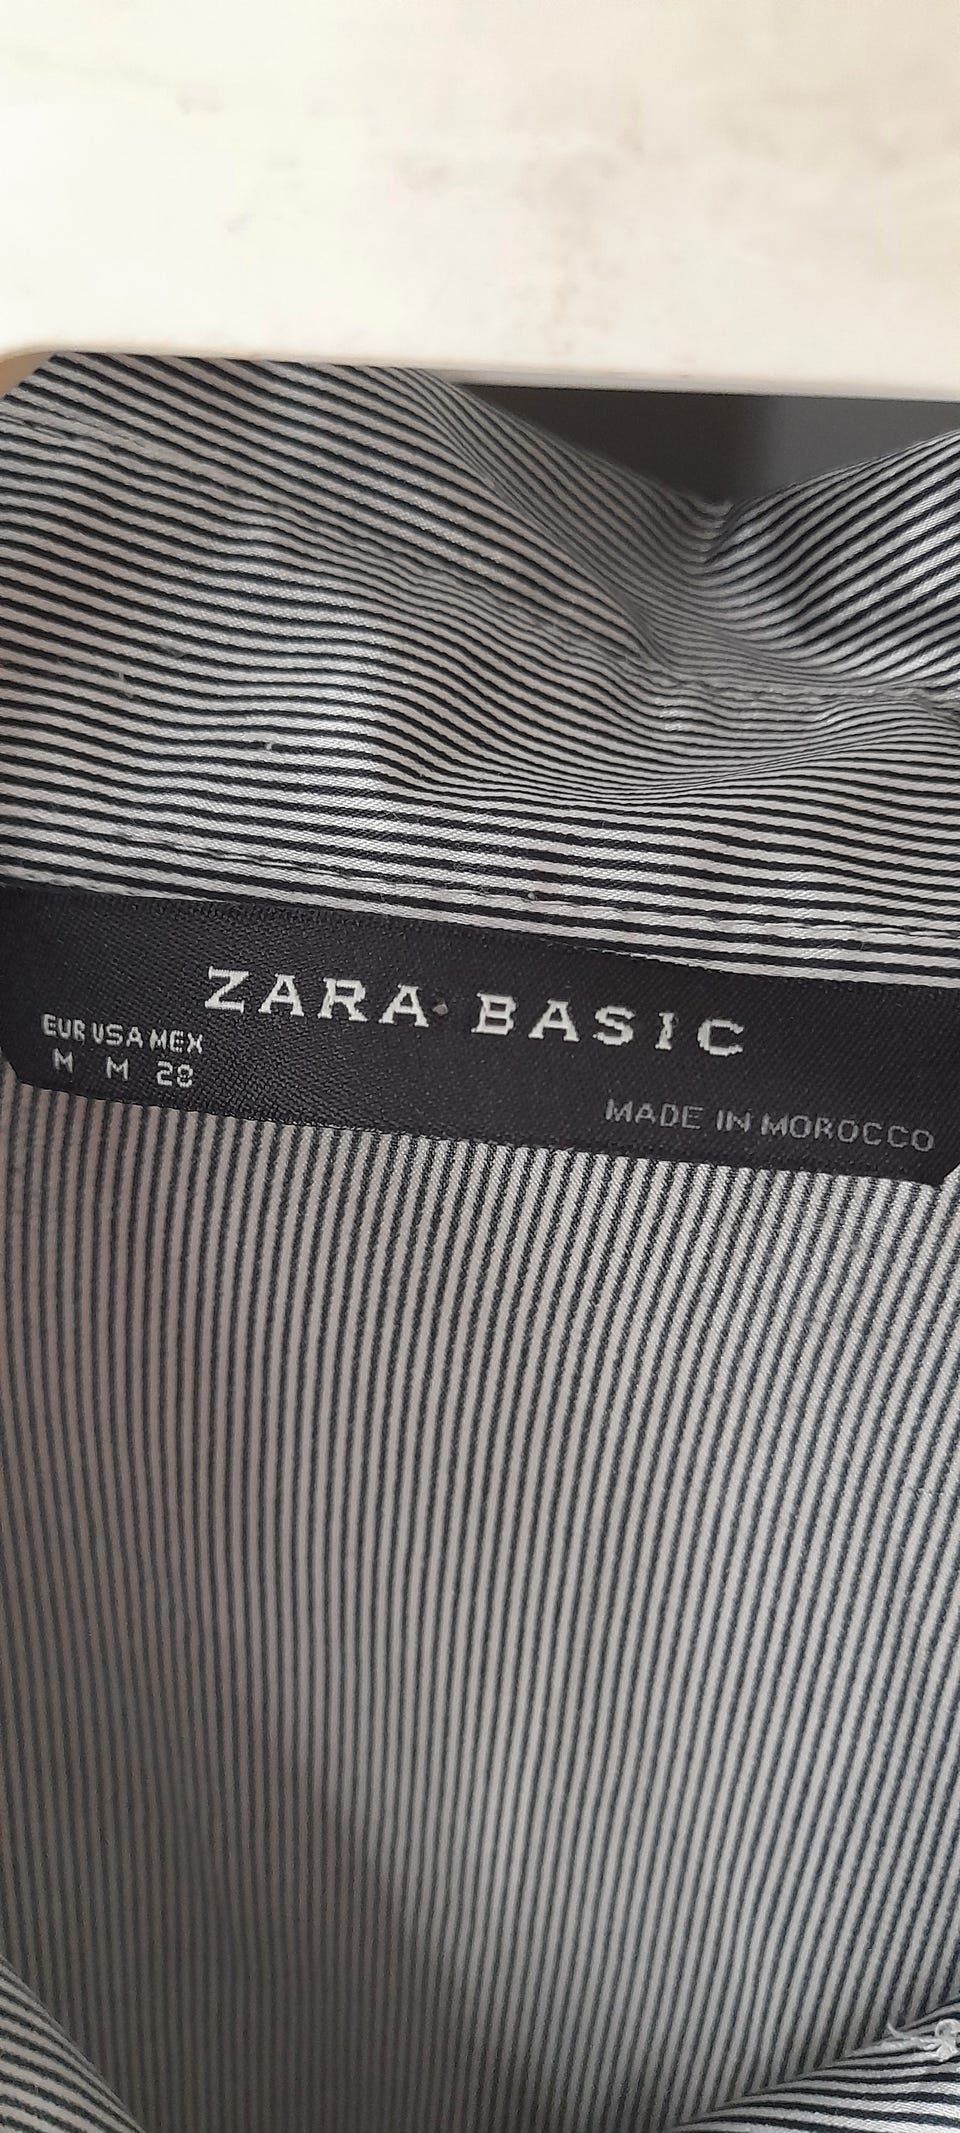 ZARA·BASIC
EUR USA MEX
M M 28
MADE IN MOROCCO